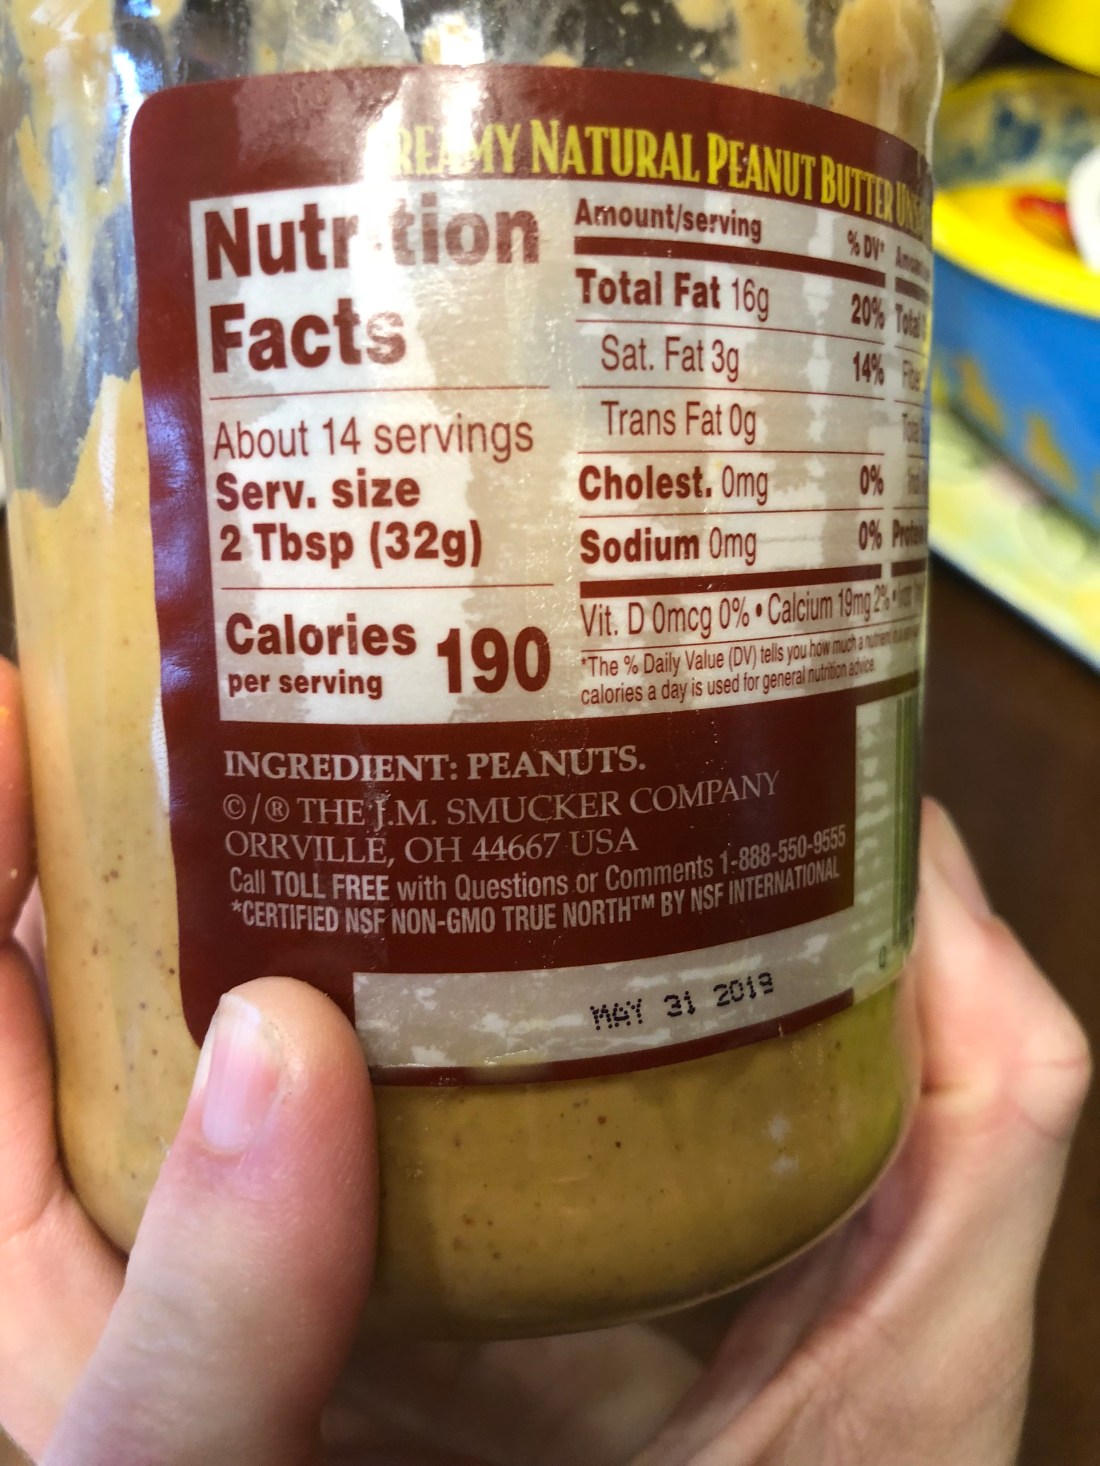 CREAMY NATURAL PEANUT BUTTER
Nutrition
Facts
About 14 servings
Serv. size
2 Tbsp (32g)
Calories 190
per serving
Amount/serving % DV*
Total Fat 16g 20%
Sat. Fat 3g 14%
Trans Fat 0g
Cholest. 0mg 0%
Sodium 0mg 0%
Vit. D 0mcg 0% • Calcium 19mg 2% •
*The % Daily Value (DV) tells you how much a
calories a day is used for general nutrition advice.
INGREDIENT: PEANUTS.
©/® THE J.M. SMUCKER COMPANY
ORRVILLE, OH 44667 USA
Call TOLL FREE with Questions or Comments 1-888-550-9555
*CERTIFIED NSF NON-GMO TRUE NORTH™ BY NSF INTERNATIONAL
MAY 31 2019